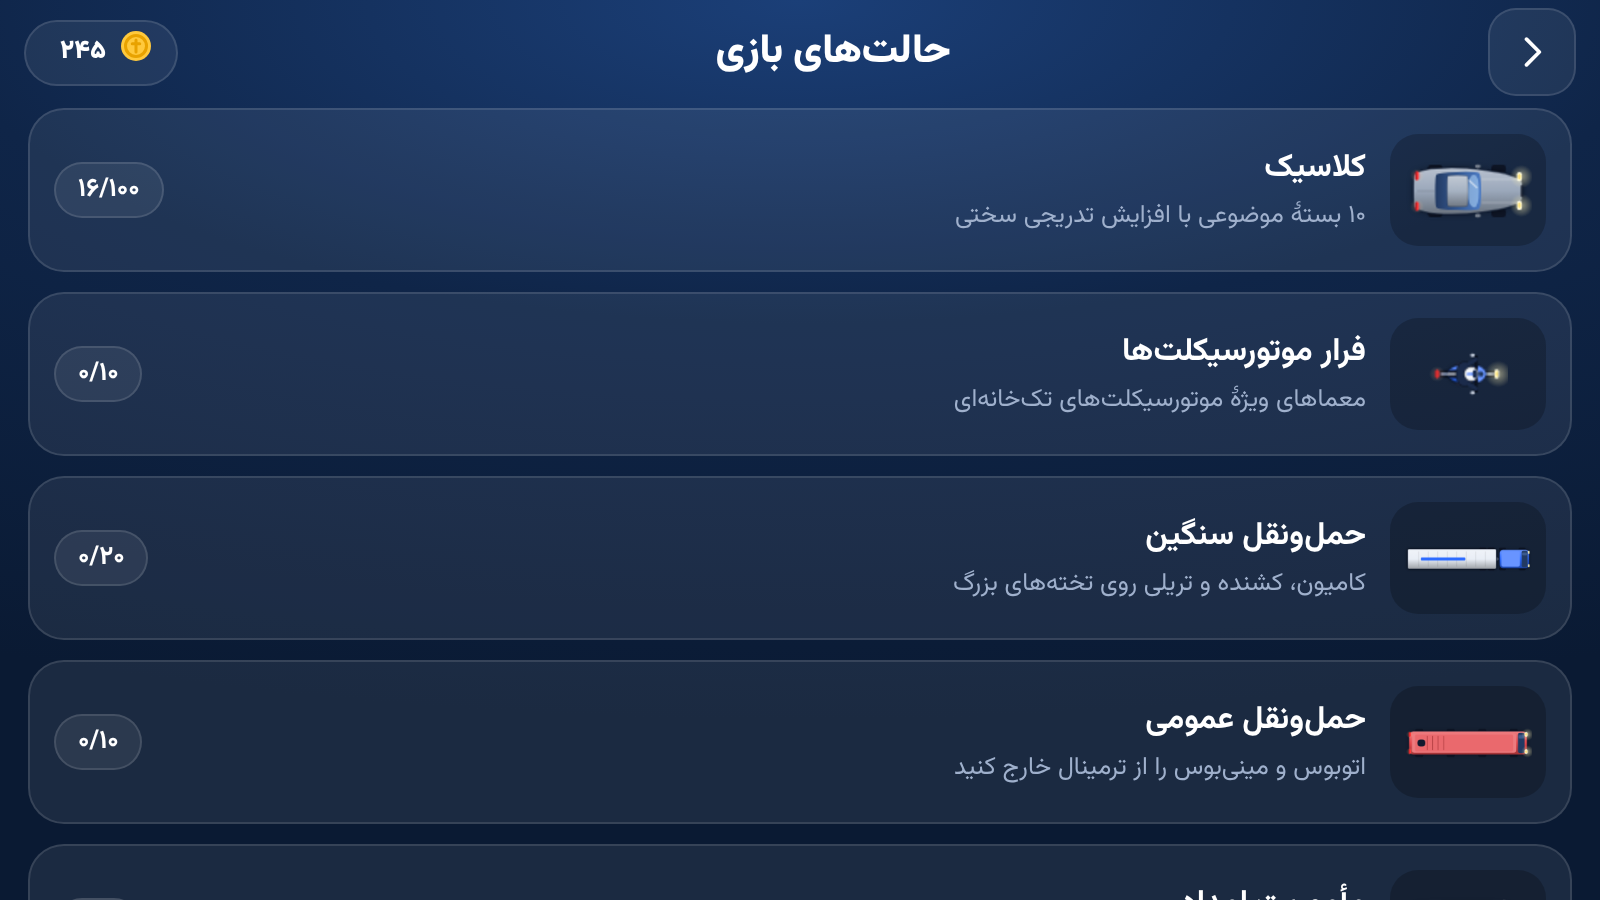 حالت‌های بازی
۲۴۵
کلاسیک
۱۰ بستهٔ موضوعی با افزایش تدریجی سختی
۱۶/۱۰۰
فرار موتورسیکلت‌ها
معماهای ویژهٔ موتورسیکلت‌های تک‌خانه‌ای
۰/۱۰
حمل‌ونقل سنگین
کامیون، کشنده و تریلی روی تخته‌های بزرگ
۰/۲۰
حمل‌ونقل عمومی
اتوبوس و مینی‌بوس را از ترمینال خارج کنید
۰/۱۰